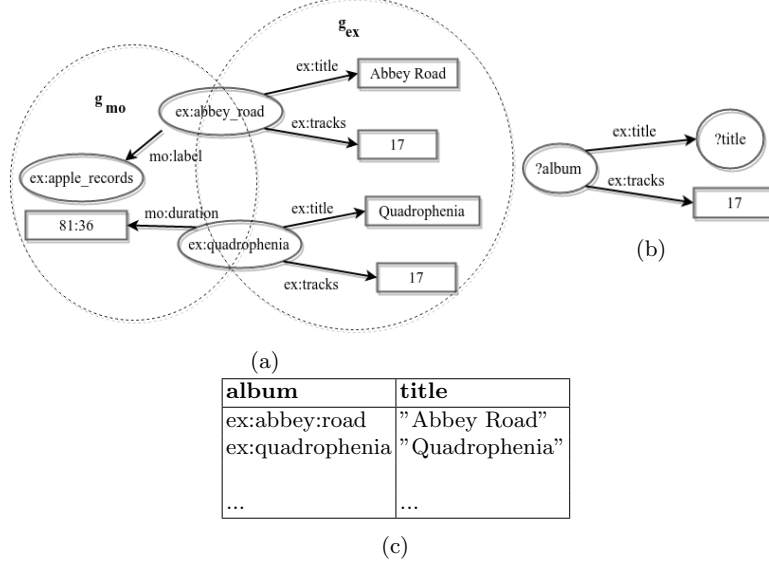 g ex
g mo
ex:title
Abbey Road
ex:abbey_road
ex:tracks
17
mo:label
ex:apple_records
81:36
mo:duration
ex:title
Quadrophenia
ex:quadrophenia
ex:tracks
17
(a)
?album
ex:title
?title
ex:tracks
17
(b)
album title
ex:abbey:road "Abbey Road"
ex:quadrophenia "Quadrophenia"
... ...
(c)